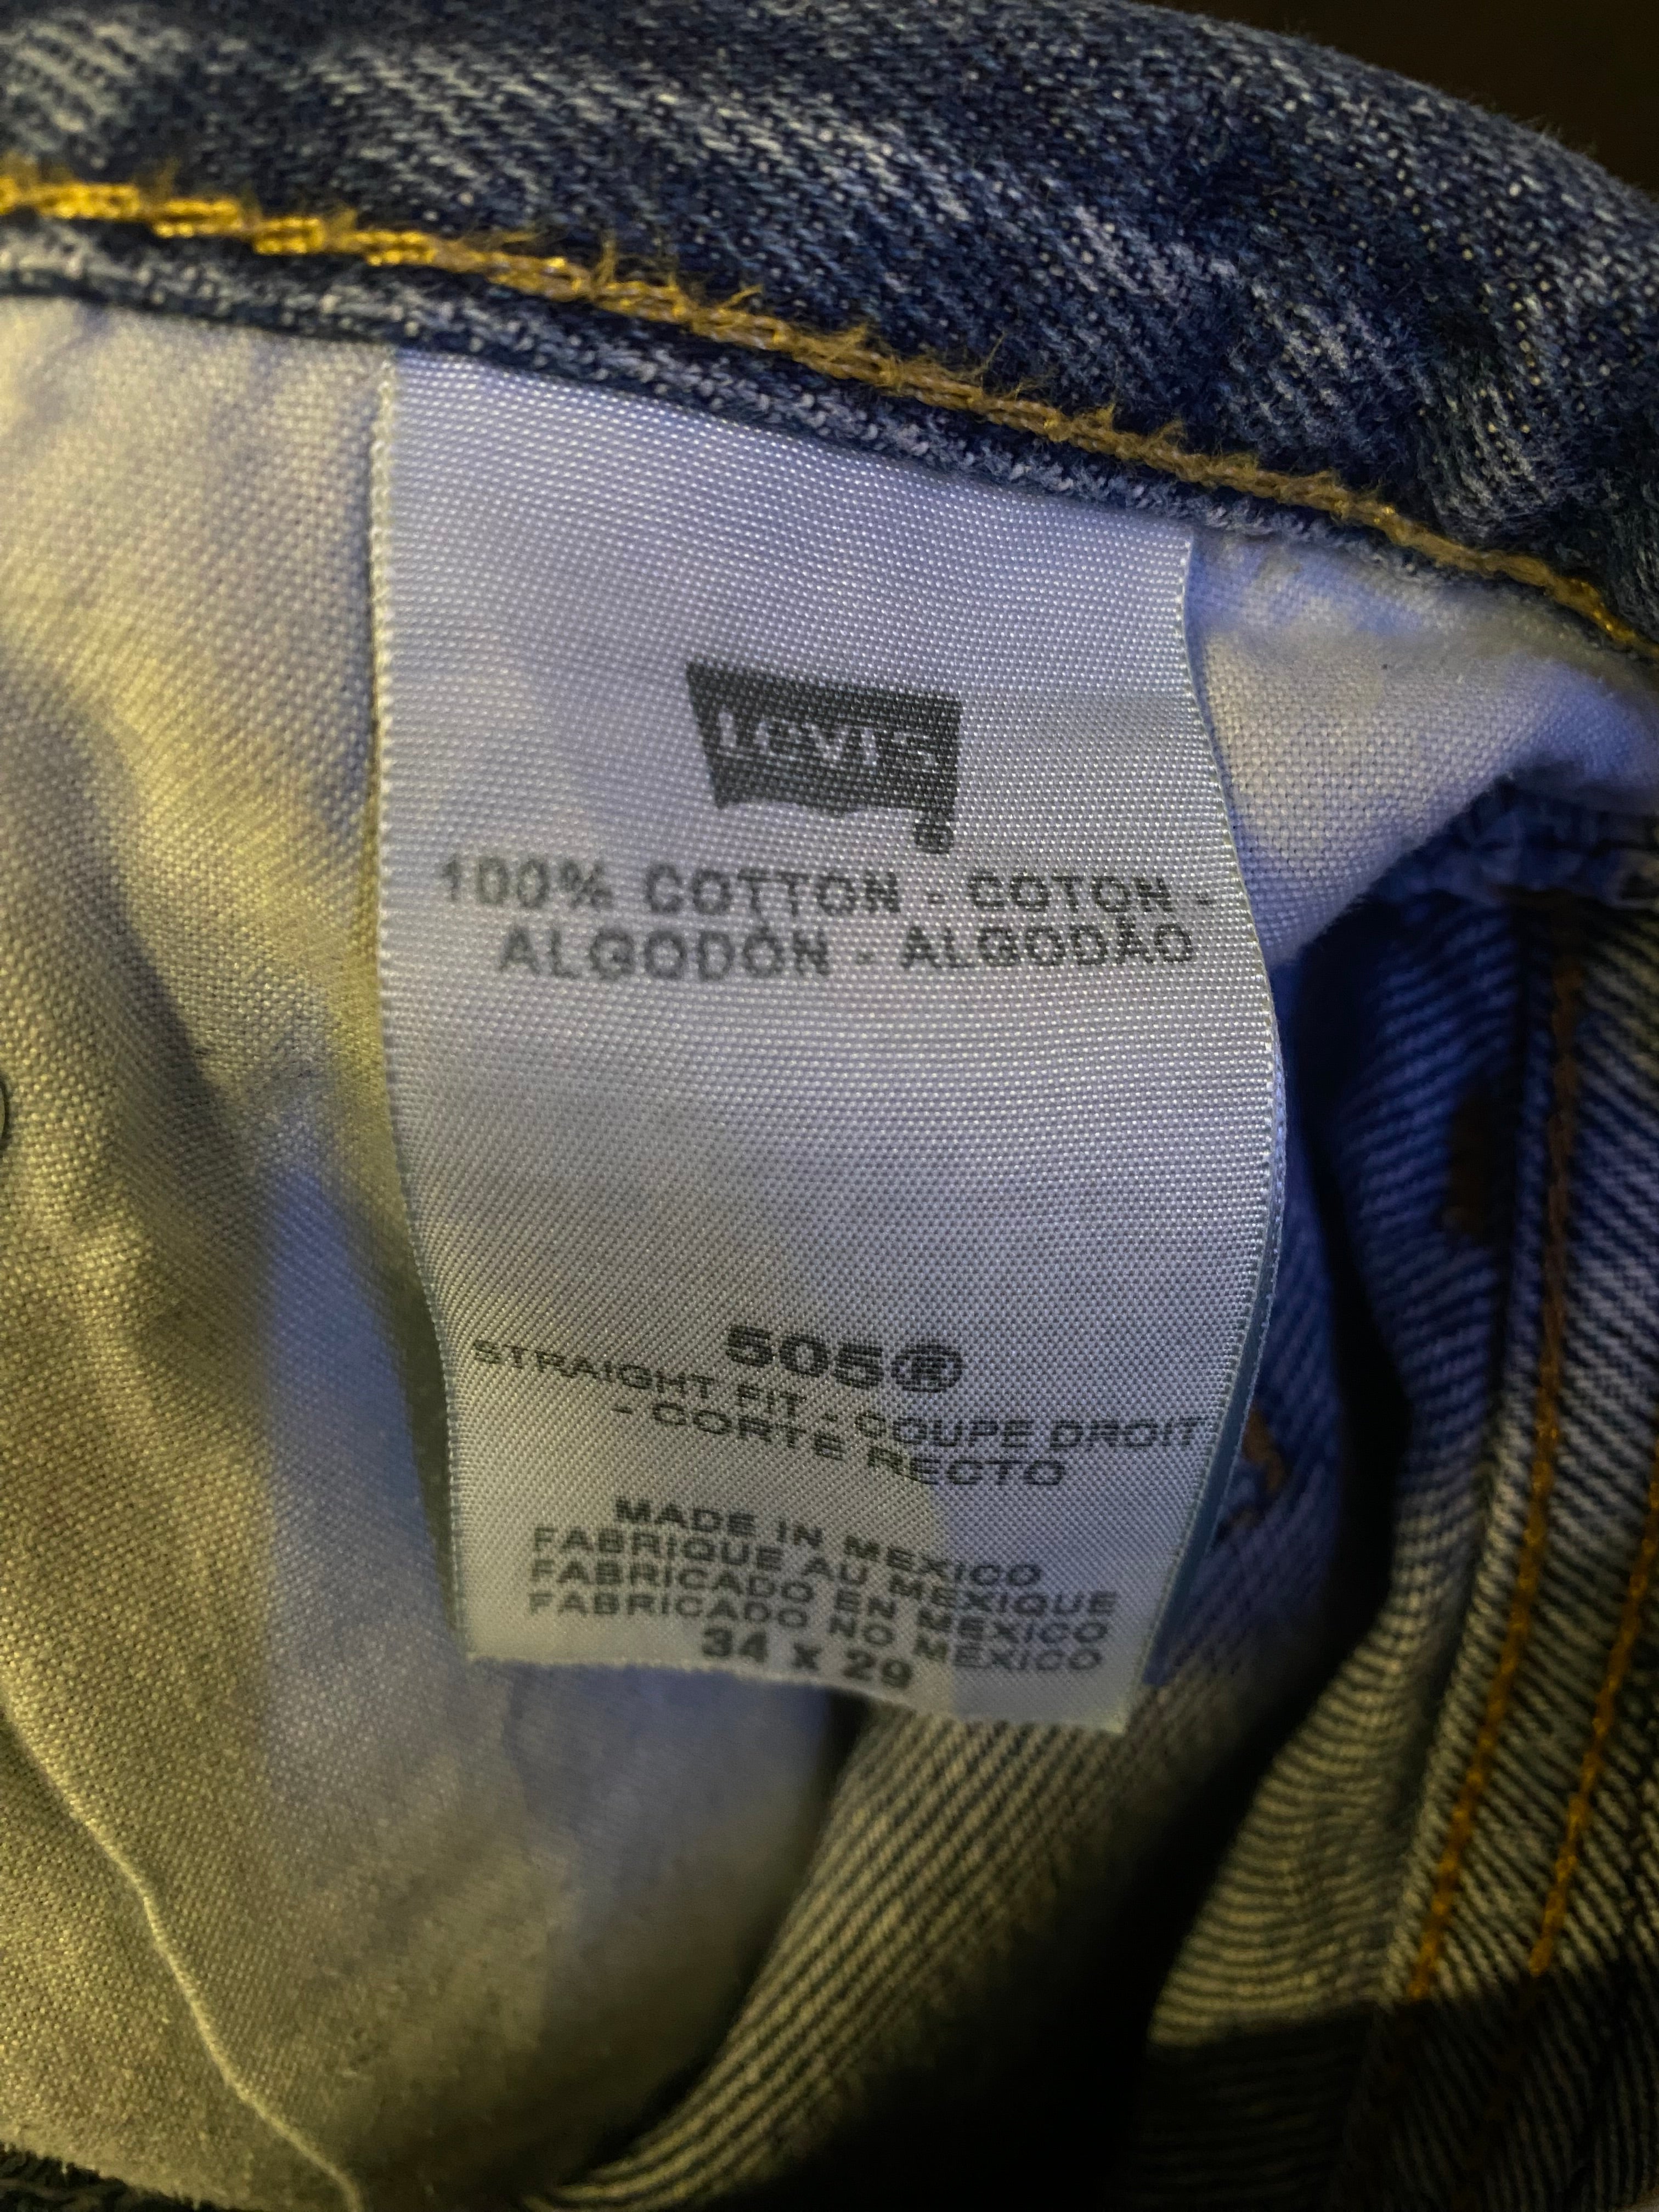 Levi's
®
100% COTTON - COTON -
ALGODÓN - ALGODÃO
505®
STRAIGHT FIT - COUPE DROIT
- CORTE RECTO
MADE IN MEXICO
FABRIQUE AU MEXIQUE
FABRICADO EN MEXICO
FABRICADO NO MEXICO
34 x 29